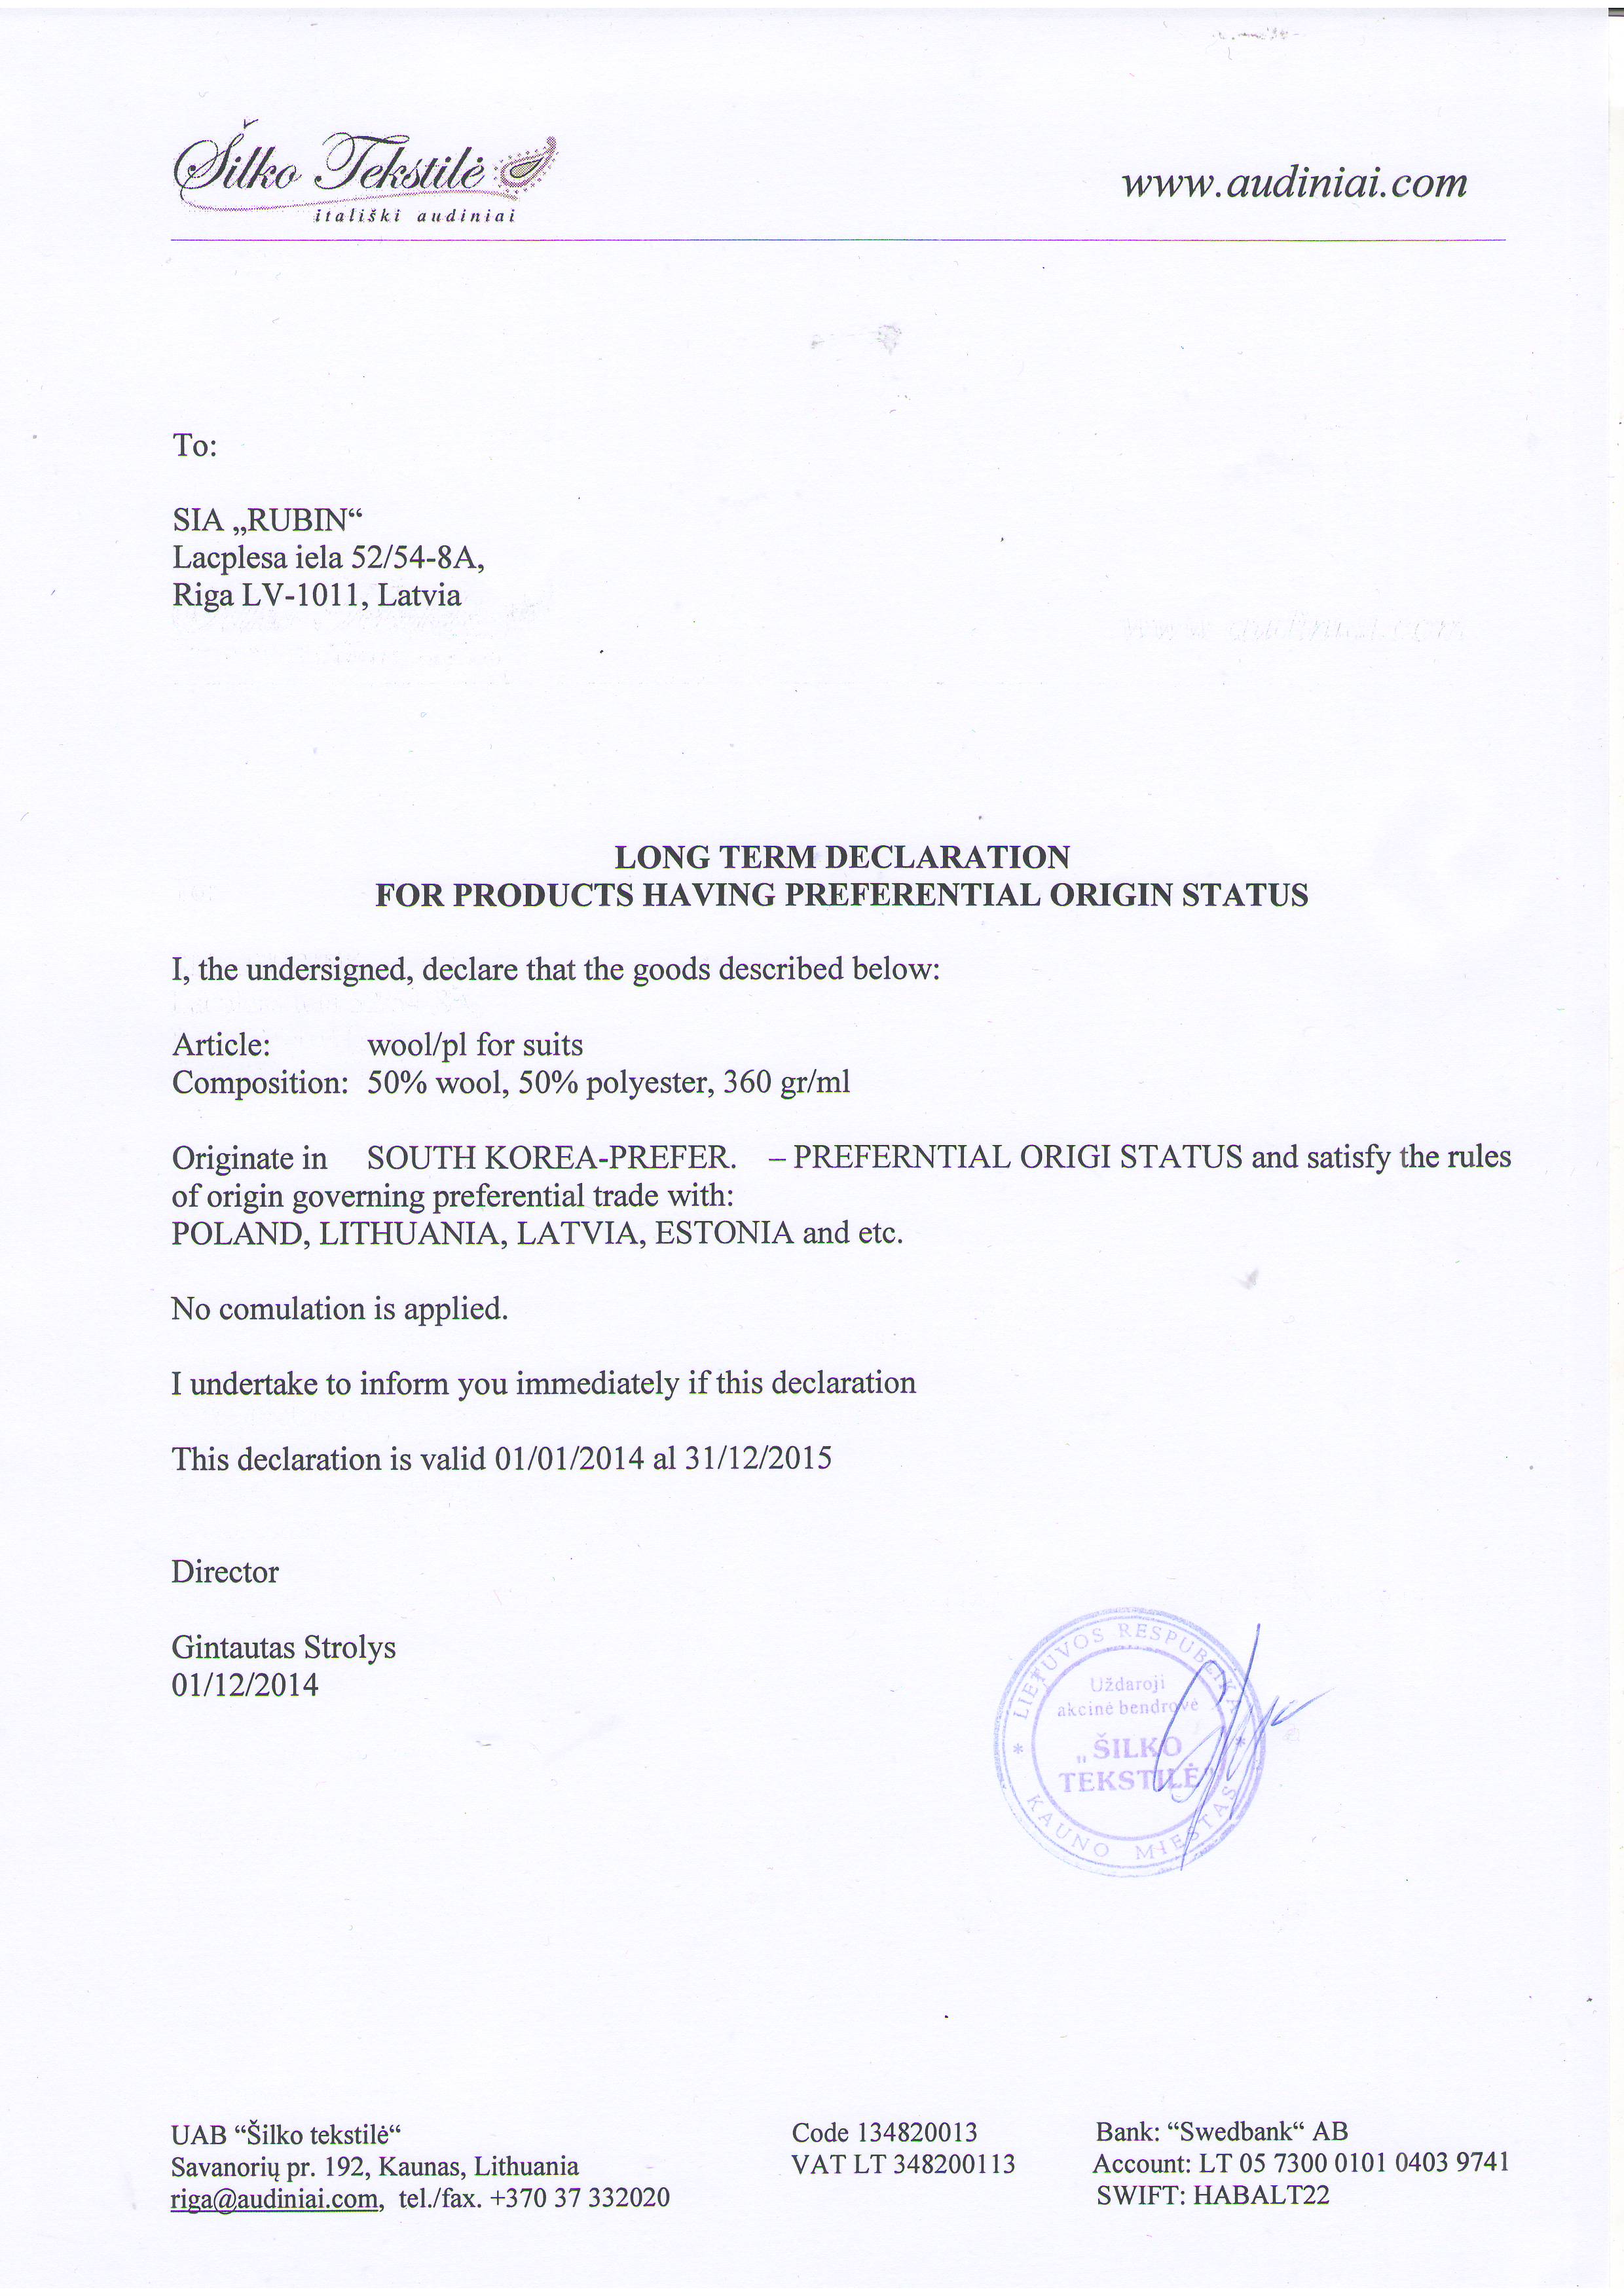 Šilko Tekstilė
itališki audiniai
www.audiniai.com
To:
SIA „RUBIN“
Lacplesa iela 52/54-8A,
Riga LV-1011, Latvia
LONG TERM DECLARATION
FOR PRODUCTS HAVING PREFERENTIAL ORIGIN STATUS
I, the undersigned, declare that the goods described below:
Article: wool/pl for suits
Composition: 50% wool, 50% polyester, 360 gr/ml
Originate in SOUTH KOREA-PREFER. – PREFERNTIAL ORIGI STATUS and satisfy the rules
of origin governing preferential trade with:
POLAND, LITHUANIA, LATVIA, ESTONIA and etc.
No comulation is applied.
I undertake to inform you immediately if this declaration
This declaration is valid 01/01/2014 al 31/12/2015
Director
Gintautas Strolys
01/12/2014
LIETUVOS RESPUBLIKA
Uždaroji
akcinė bendrovė
„ŠILKO
TEKSTILĖ“
KAUNO MIESTAS
UAB “Šilko tekstilė“ Code 134820013 Bank: “Swedbank“ AB
Savanorių pr. 192, Kaunas, Lithuania VAT LT 348200113 Account: LT 05 7300 0101 0403 9741
riga@audiniai.com, tel./fax. +370 37 332020 SWIFT: HABALT22